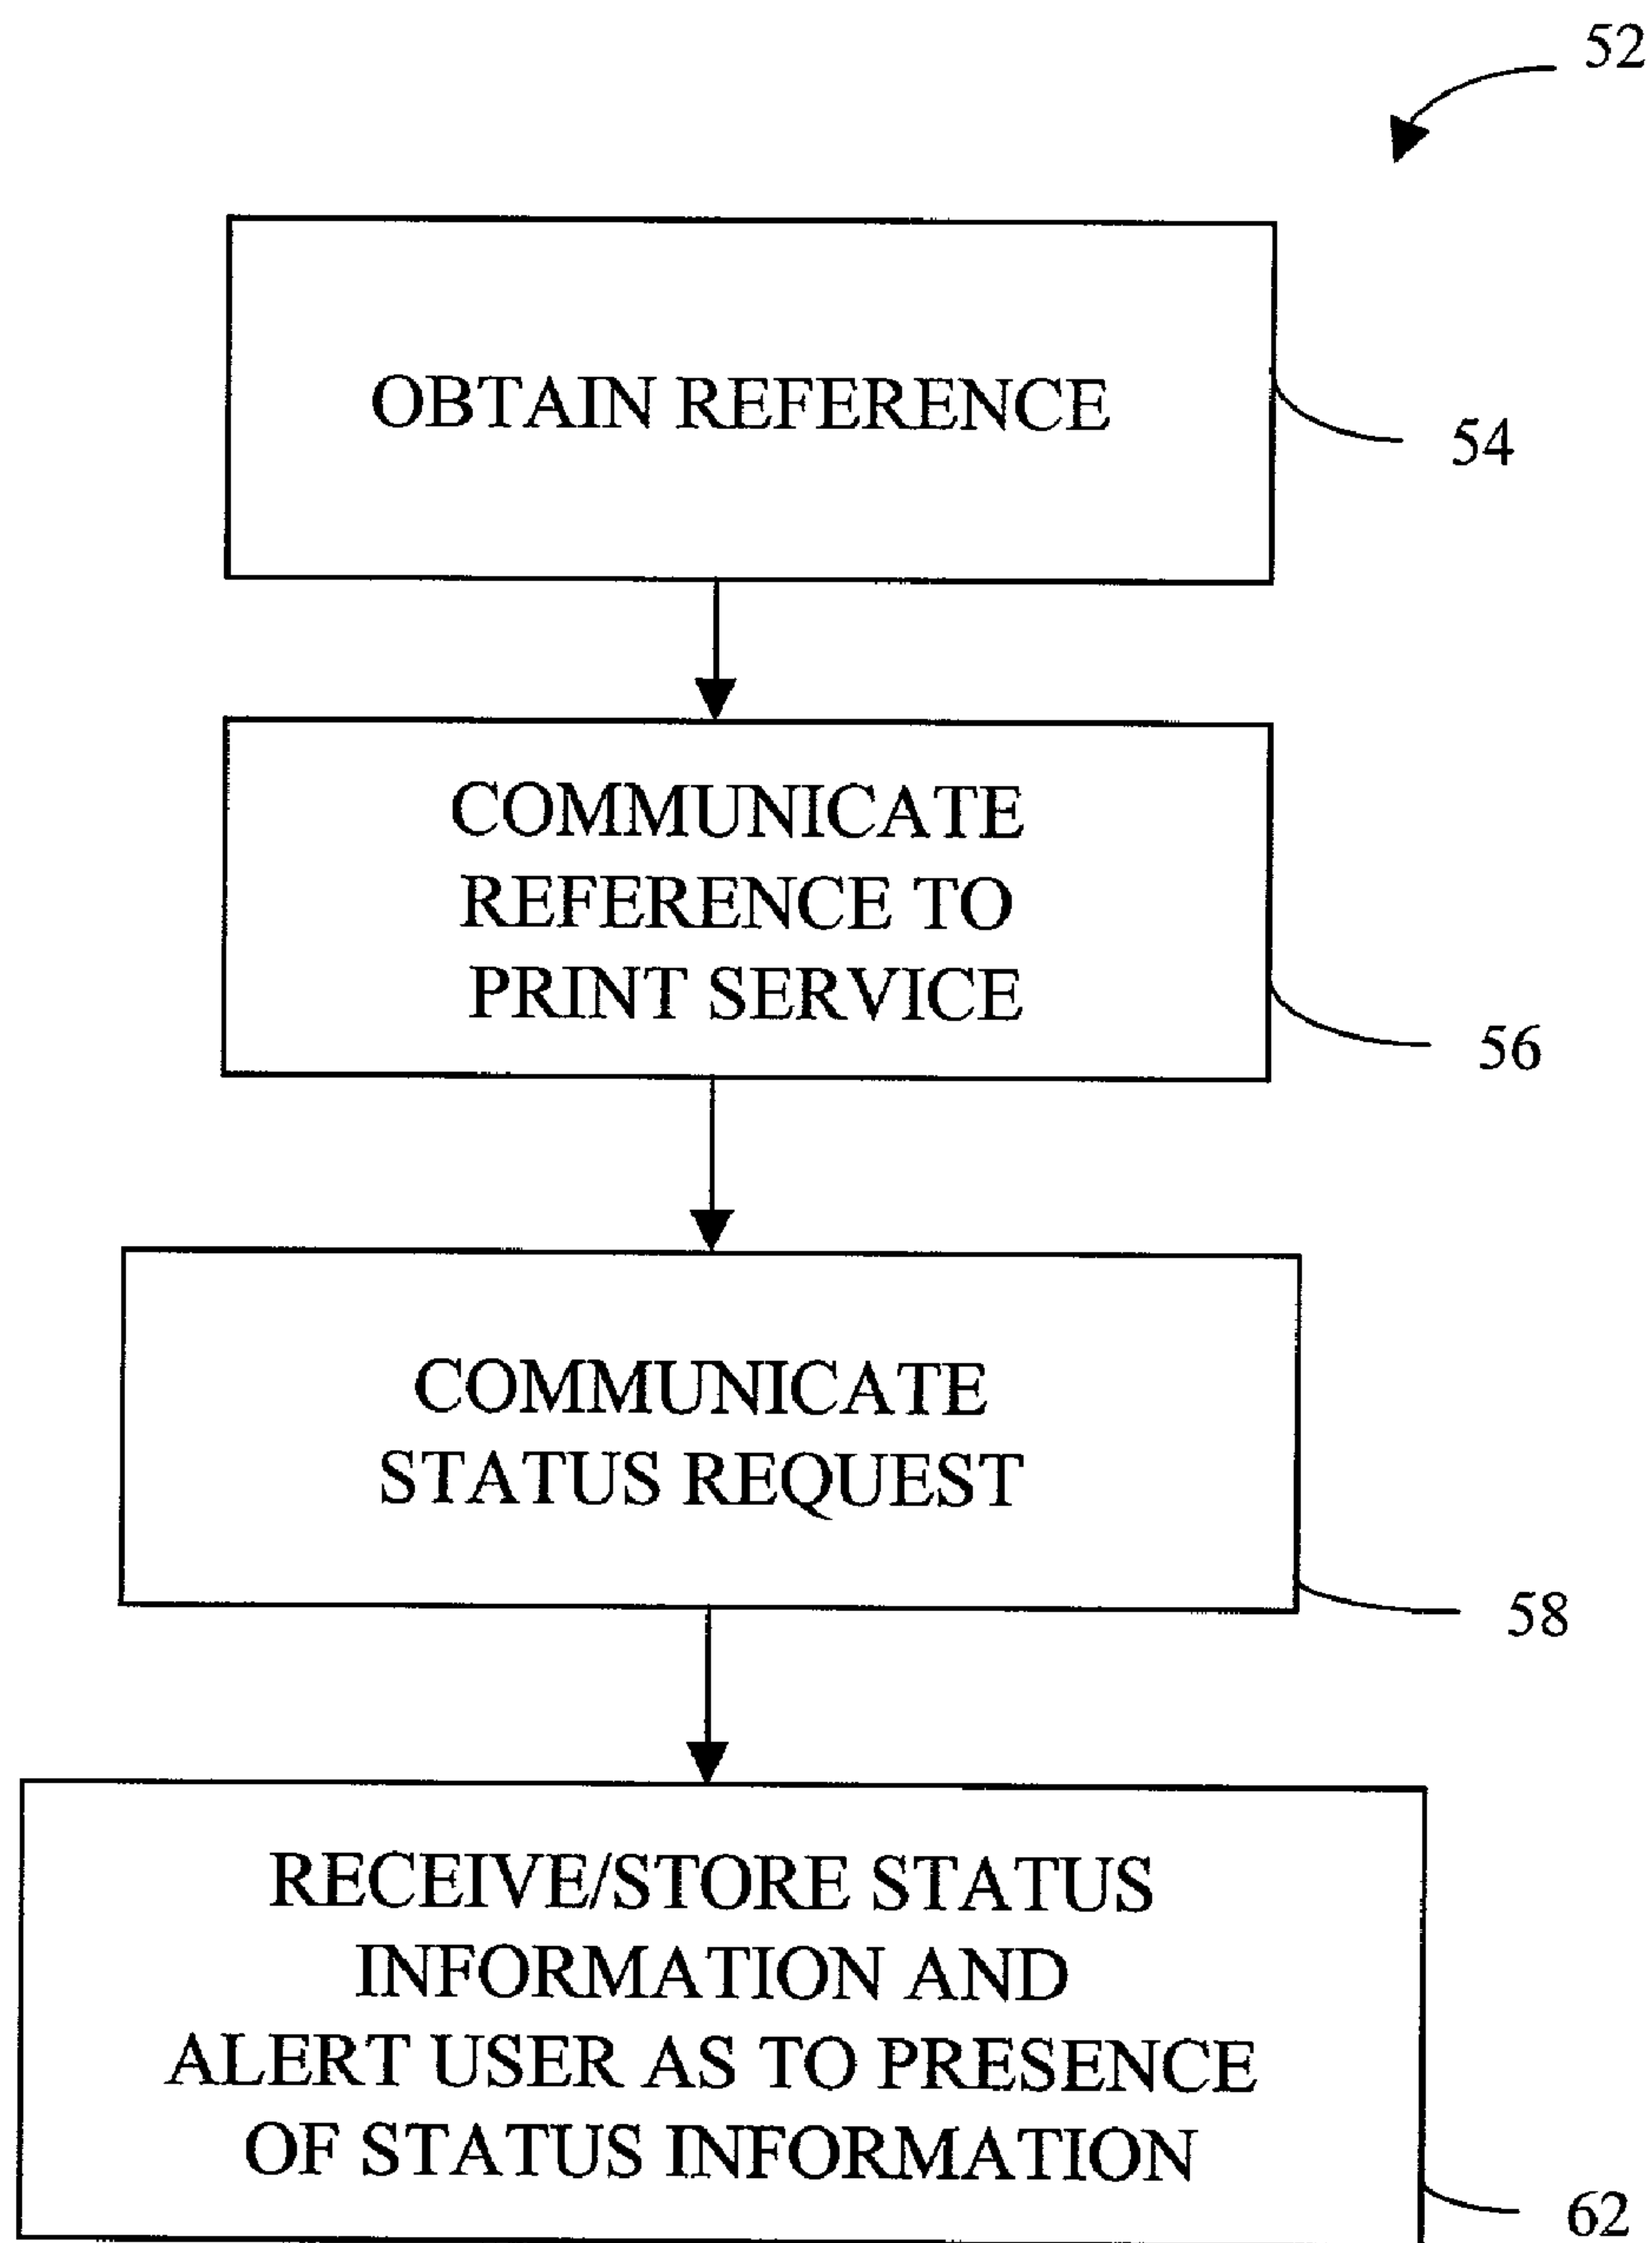 52
OBTAIN REFERENCE
54
COMMUNICATE
REFERENCE TO
PRINT SERVICE
56
COMMUNICATE
STATUS REQUEST
58
RECEIVE/STORE STATUS
INFORMATION AND
ALERT USER AS TO PRESENCE
OF STATUS INFORMATION
62